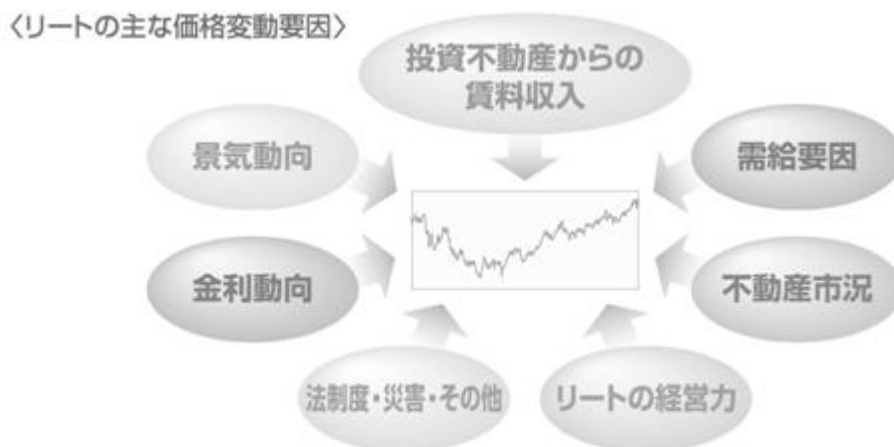 〈リートの主な価格変動要因〉
投資不動産からの
賃料収入
景気動向
需給要因
金利動向
不動産市況
法制度・災害・その他
リートの経営力